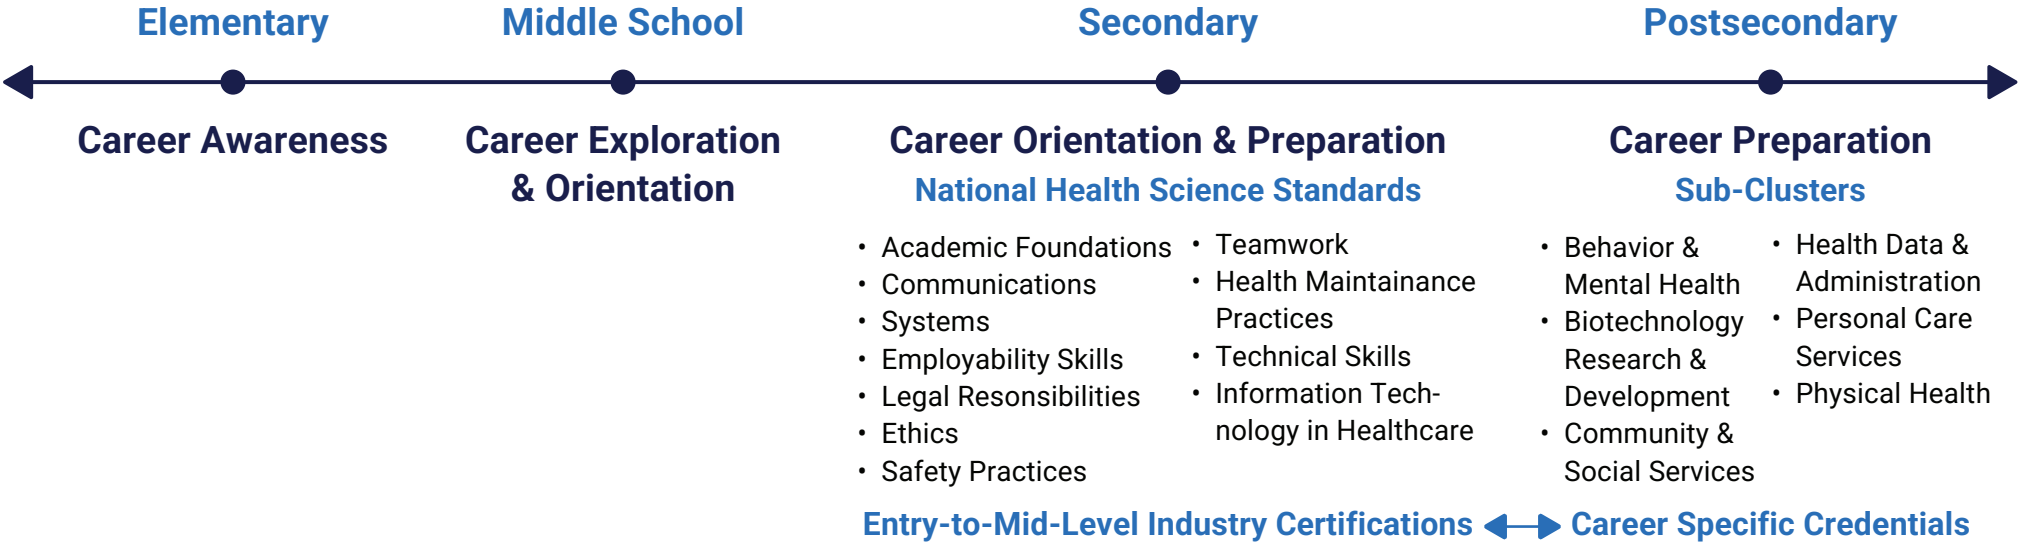 Elementary
Middle School
Secondary
Postsecondary
Career Awareness
Career Exploration
& Orientation
Career Orientation & Preparation
National Health Science Standards
• Academic Foundations
• Communications
• Systems
• Employability Skills
• Legal Resonsibilities
• Ethics
• Safety Practices
• Teamwork
• Health Maintainance
Practices
• Technical Skills
• Information Tech-
nology in Healthcare
Career Preparation
Sub-Clusters
• Behavior &
Mental Health
• Biotechnology
Research &
Development
• Community &
Social Services
• Health Data &
Administration
• Personal Care
Services
• Physical Health
Entry-to-Mid-Level Industry Certifications
Career Specific Credentials